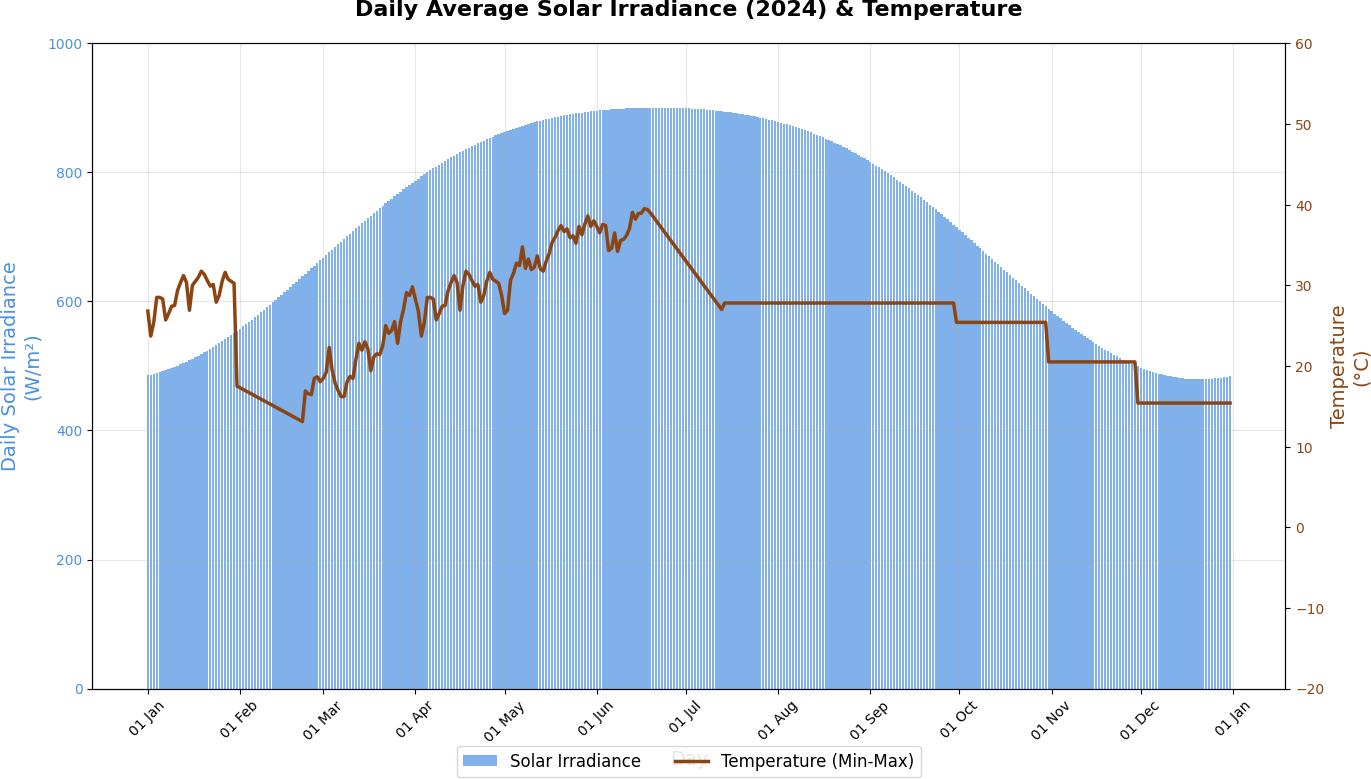 Daily Average Solar Irradiance (2024) & Temperature
1000
800
600
400
200
0
Daily Solar Irradiance
(W/m²)
60
50
40
30
20
10
0
−10
−20
Temperature
(°C)
01 Jan
01 Feb
01 Mar
01 Apr
01 May
01 Jun
01 Jul
01 Aug
01 Sep
01 Oct
01 Nov
01 Dec
01 Jan
Day
Solar Irradiance
Temperature (Min-Max)